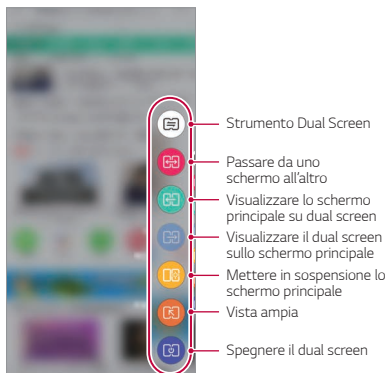 Strumento Dual Screen
Passare da uno
schermo all'altro
Visualizzare lo schermo
principale su dual screen
Visualizzare il dual screen
sullo schermo principale
Mettere in sospensione lo
schermo principale
Vista ampia
Spegnere il dual screen